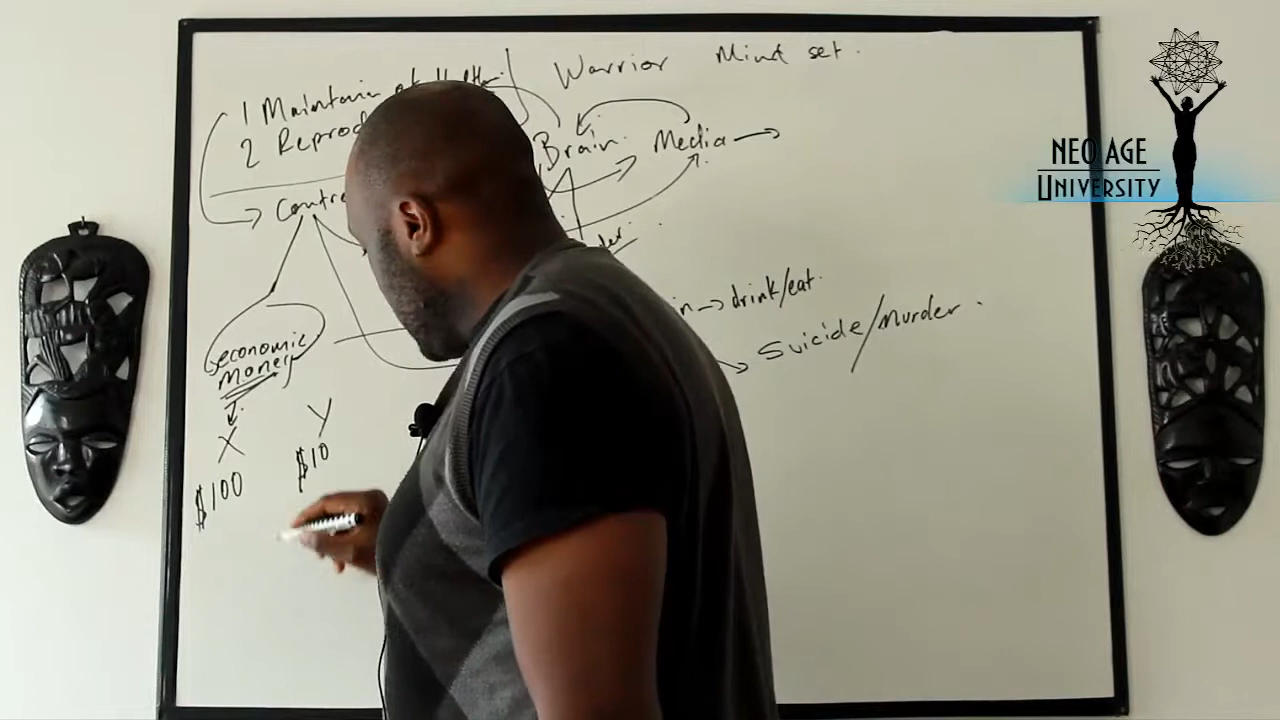 Warrior Mind set.
1 Maintain
2 Reprod
Brain. Media
NEO AGE
UNIVERSITY
Contr
drink/eat.
Suicide/Murder.
economic
money
X Y
$100 $10